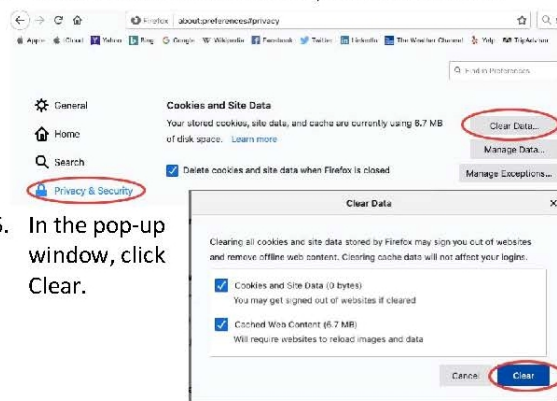 Firefox about:preferences#privacy
Apple iCloud Yahoo Bing Google Wikipedia Facebook Twitter LinkedIn The Weather Channel Yelp TripAdvisor
Find in Preferences
General
Home
Search
Privacy & Security
Cookies and Site Data
Your stored cookies, site data, and cache are currently using 6.7 MB
of disk space. Learn more
Delete cookies and site data when Firefox is closed
Clear Data...
Manage Data...
Manage Exceptions...
In the pop-up
window, click
Clear.
Clear Data
Clearing all cookies and site data stored by Firefox may sign you out of websites
and remove offline web content. Clearing cache data will not affect your logins.
Cookies and Site Data (0 bytes)
You may get signed out of websites if cleared
Cached Web Content (6.7 MB)
Will require websites to reload images and data
Cancel Clear